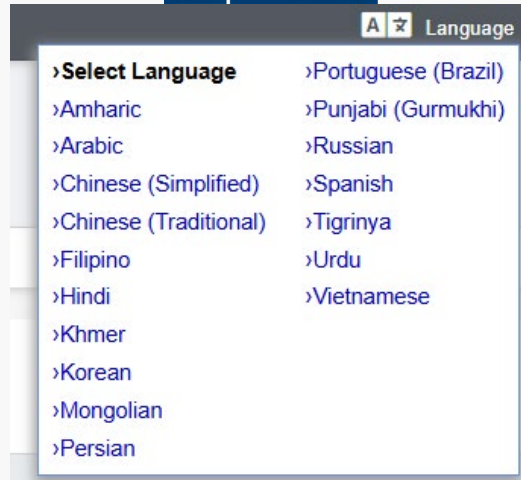 A 文 Language
›Select Language
›Amharic
›Arabic
›Chinese (Simplified)
›Chinese (Traditional)
›Filipino
›Hindi
›Khmer
›Korean
›Mongolian
›Persian
›Portuguese (Brazil)
›Punjabi (Gurmukhi)
›Russian
›Spanish
›Tigrinya
›Urdu
›Vietnamese